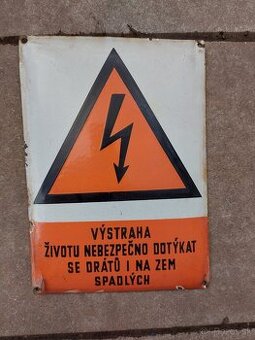 VÝSTRAHA
ŽIVOTU NEBEZPEČNO DOTÝKAT
SE DRÁTŮ I NA ZEM
SPADLÝCH